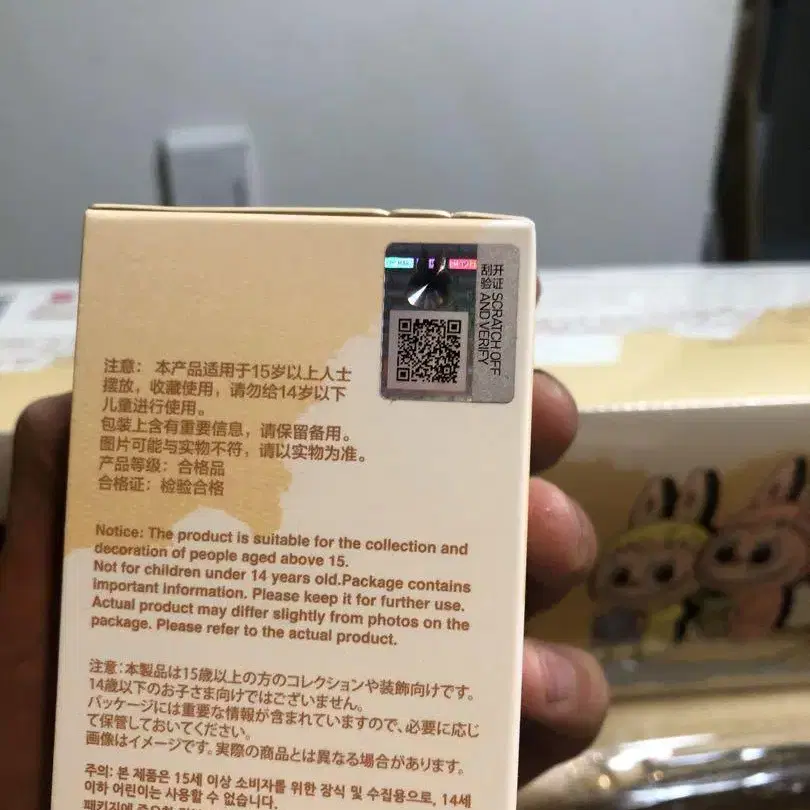 刮开
验证
SCRATCH OFF
AND VERIFY
注意： 本产品适用于15岁以上人士
摆放，收藏使用，请勿给14岁以下
儿童进行使用。
包装上含有重要信息，请保留备用。
图片可能与实物不符，请以实物为准。
产品等级：合格品
合格证：检验合格
Notice: The product is suitable for the collection and
decoration of people aged above 15.
Not for children under 14 years old.Package contains
important information. Please keep it for further use.
Actual product may differ slightly from photos on the
package. Please refer to the actual product.
注意：本製品は15歳以上の方のコレクションや装飾向けです。
14歳以下のお子さま向けではございません。
パッケージには重要な情報が含まれていますので、必要に応じ
て保管しておいてください。
画像はイメージです。実際の商品とは異なる場合があります。
주의: 본 제품은 15세 이상 소비자를 위한 장식 및 수집용으로, 14세
이하 어린이는 사용할 수 없습니다.